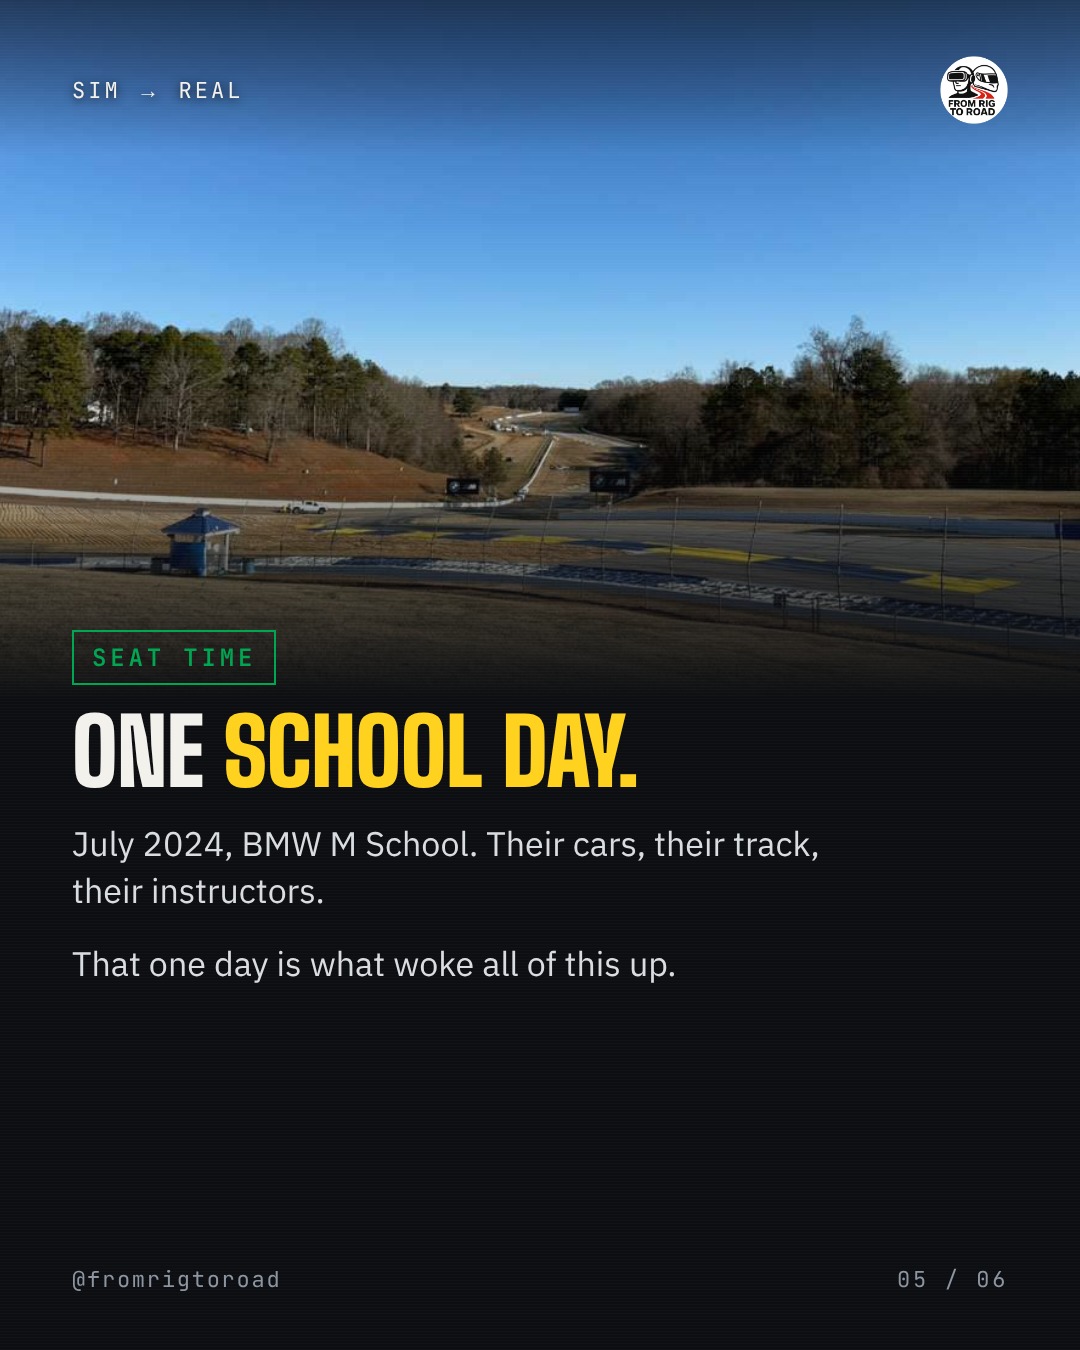 SIM → REAL
FROM RIG
TO ROAD
SEAT TIME
ONE SCHOOL DAY.
July 2024, BMW M School. Their cars, their track,
their instructors.
That one day is what woke all of this up.
@fromrigtoroad
05 / 06